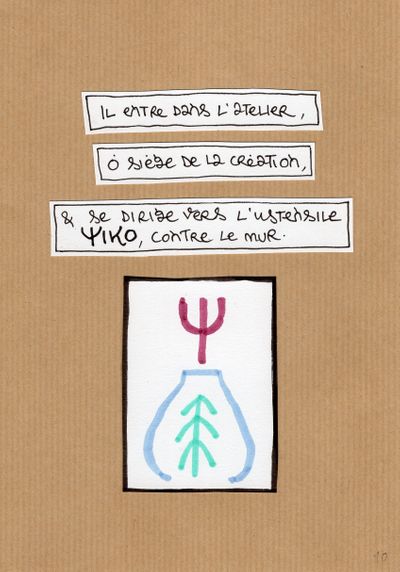 IL entre dans l'atelier,
ô siège de la création,
& se dirige vers l'ustensile
ΨIKO, contre le mur.
10